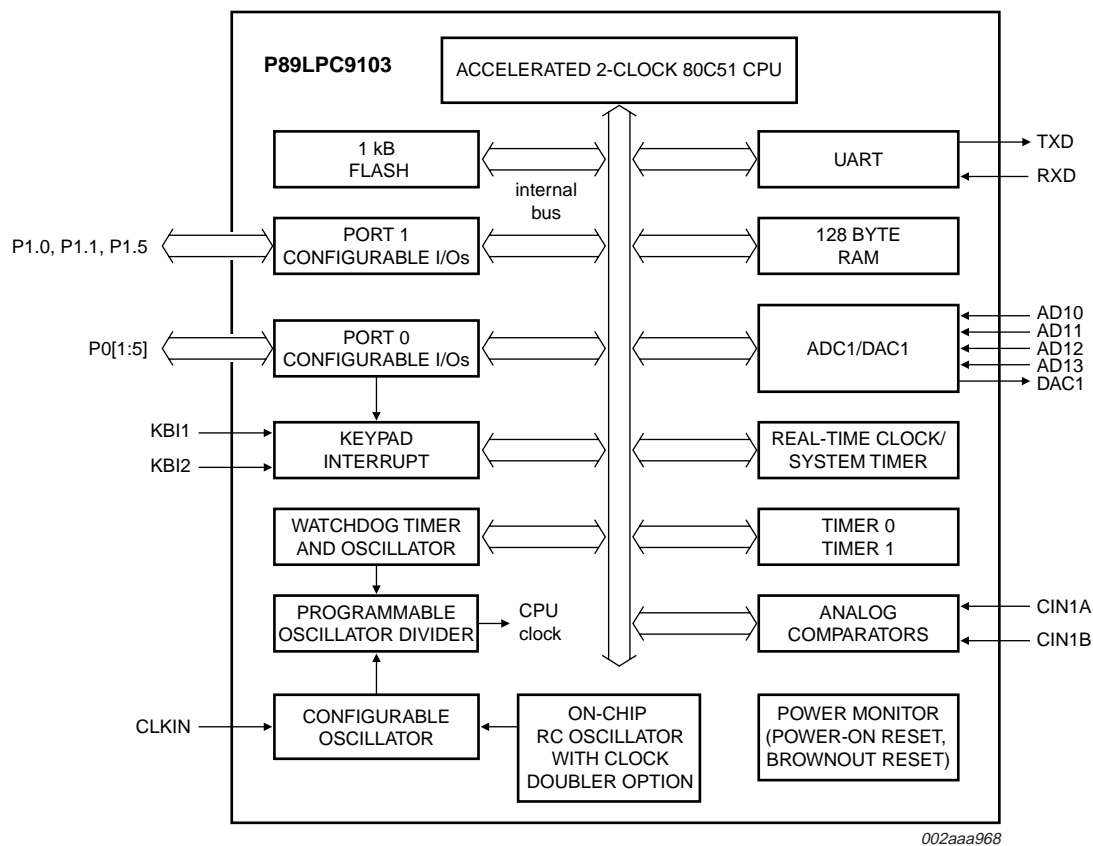 P89LPC9103
ACCELERATED 2-CLOCK 80C51 CPU
1 kB
FLASH
UART
TXD
RXD
internal
bus
P1.0, P1.1, P1.5
PORT 1
CONFIGURABLE I/Os
128 BYTE
RAM
P0[1:5]
PORT 0
CONFIGURABLE I/Os
ADC1/DAC1
AD10
AD11
AD12
AD13
DAC1
KBI1
KBI2
KEYPAD
INTERRUPT
REAL-TIME CLOCK/
SYSTEM TIMER
WATCHDOG TIMER
AND OSCILLATOR
TIMER 0
TIMER 1
PROGRAMMABLE
OSCILLATOR DIVIDER
CPU
clock
ANALOG
COMPARATORS
CIN1A
CIN1B
CLKIN
CONFIGURABLE
OSCILLATOR
ON-CHIP
RC OSCILLATOR
WITH CLOCK
DOUBLER OPTION
POWER MONITOR
(POWER-ON RESET,
BROWNOUT RESET)
002aaa968